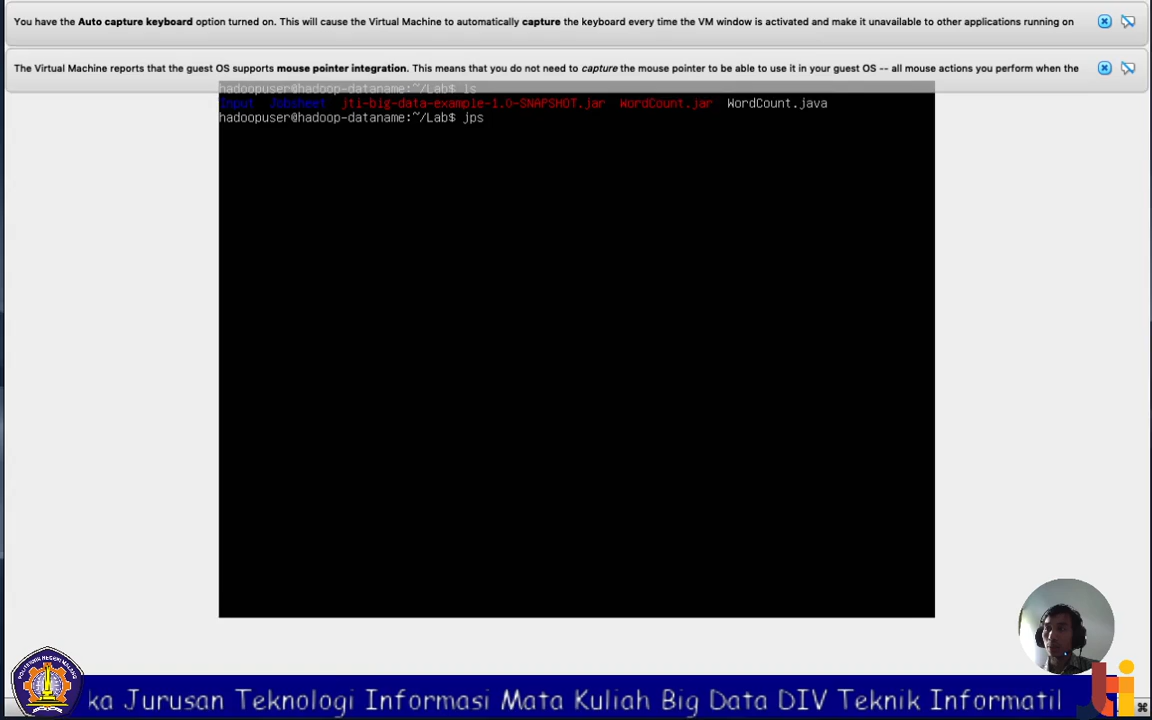 You have the Auto capture keyboard option turned on. This will cause the Virtual Machine to automatically capture the keyboard every time the VM window is activated and make it unavailable to other applications running on
The Virtual Machine reports that the guest OS supports mouse pointer integration. This means that you do not need to capture the mouse pointer to be able to use it in your guest OS -- all mouse actions you perform when the
hadoopuser@hadoop-dataname:~/Lab$ ls
Input Jobsheet jti-big-data-example-1.0-SNAPSHOT.jar WordCount.jar WordCount.java
hadoopuser@hadoop-dataname:~/Lab$ jps
POLITEKNIK NEGERI MALANG
ka Jurusan Teknologi Informasi Mata Kuliah Big Data DIV Teknik Informati